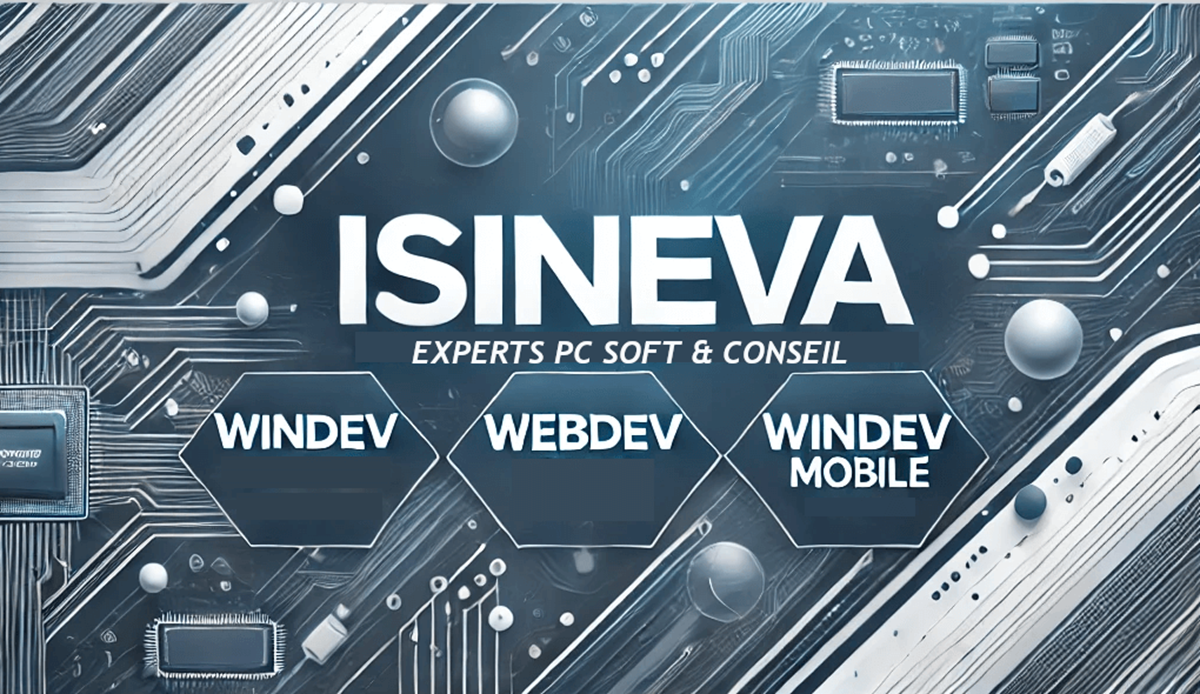 ISINEVA
EXPERTS PC SOFT & CONSEIL
WINDEV
WEBDEV
WINDEV
MOBILE